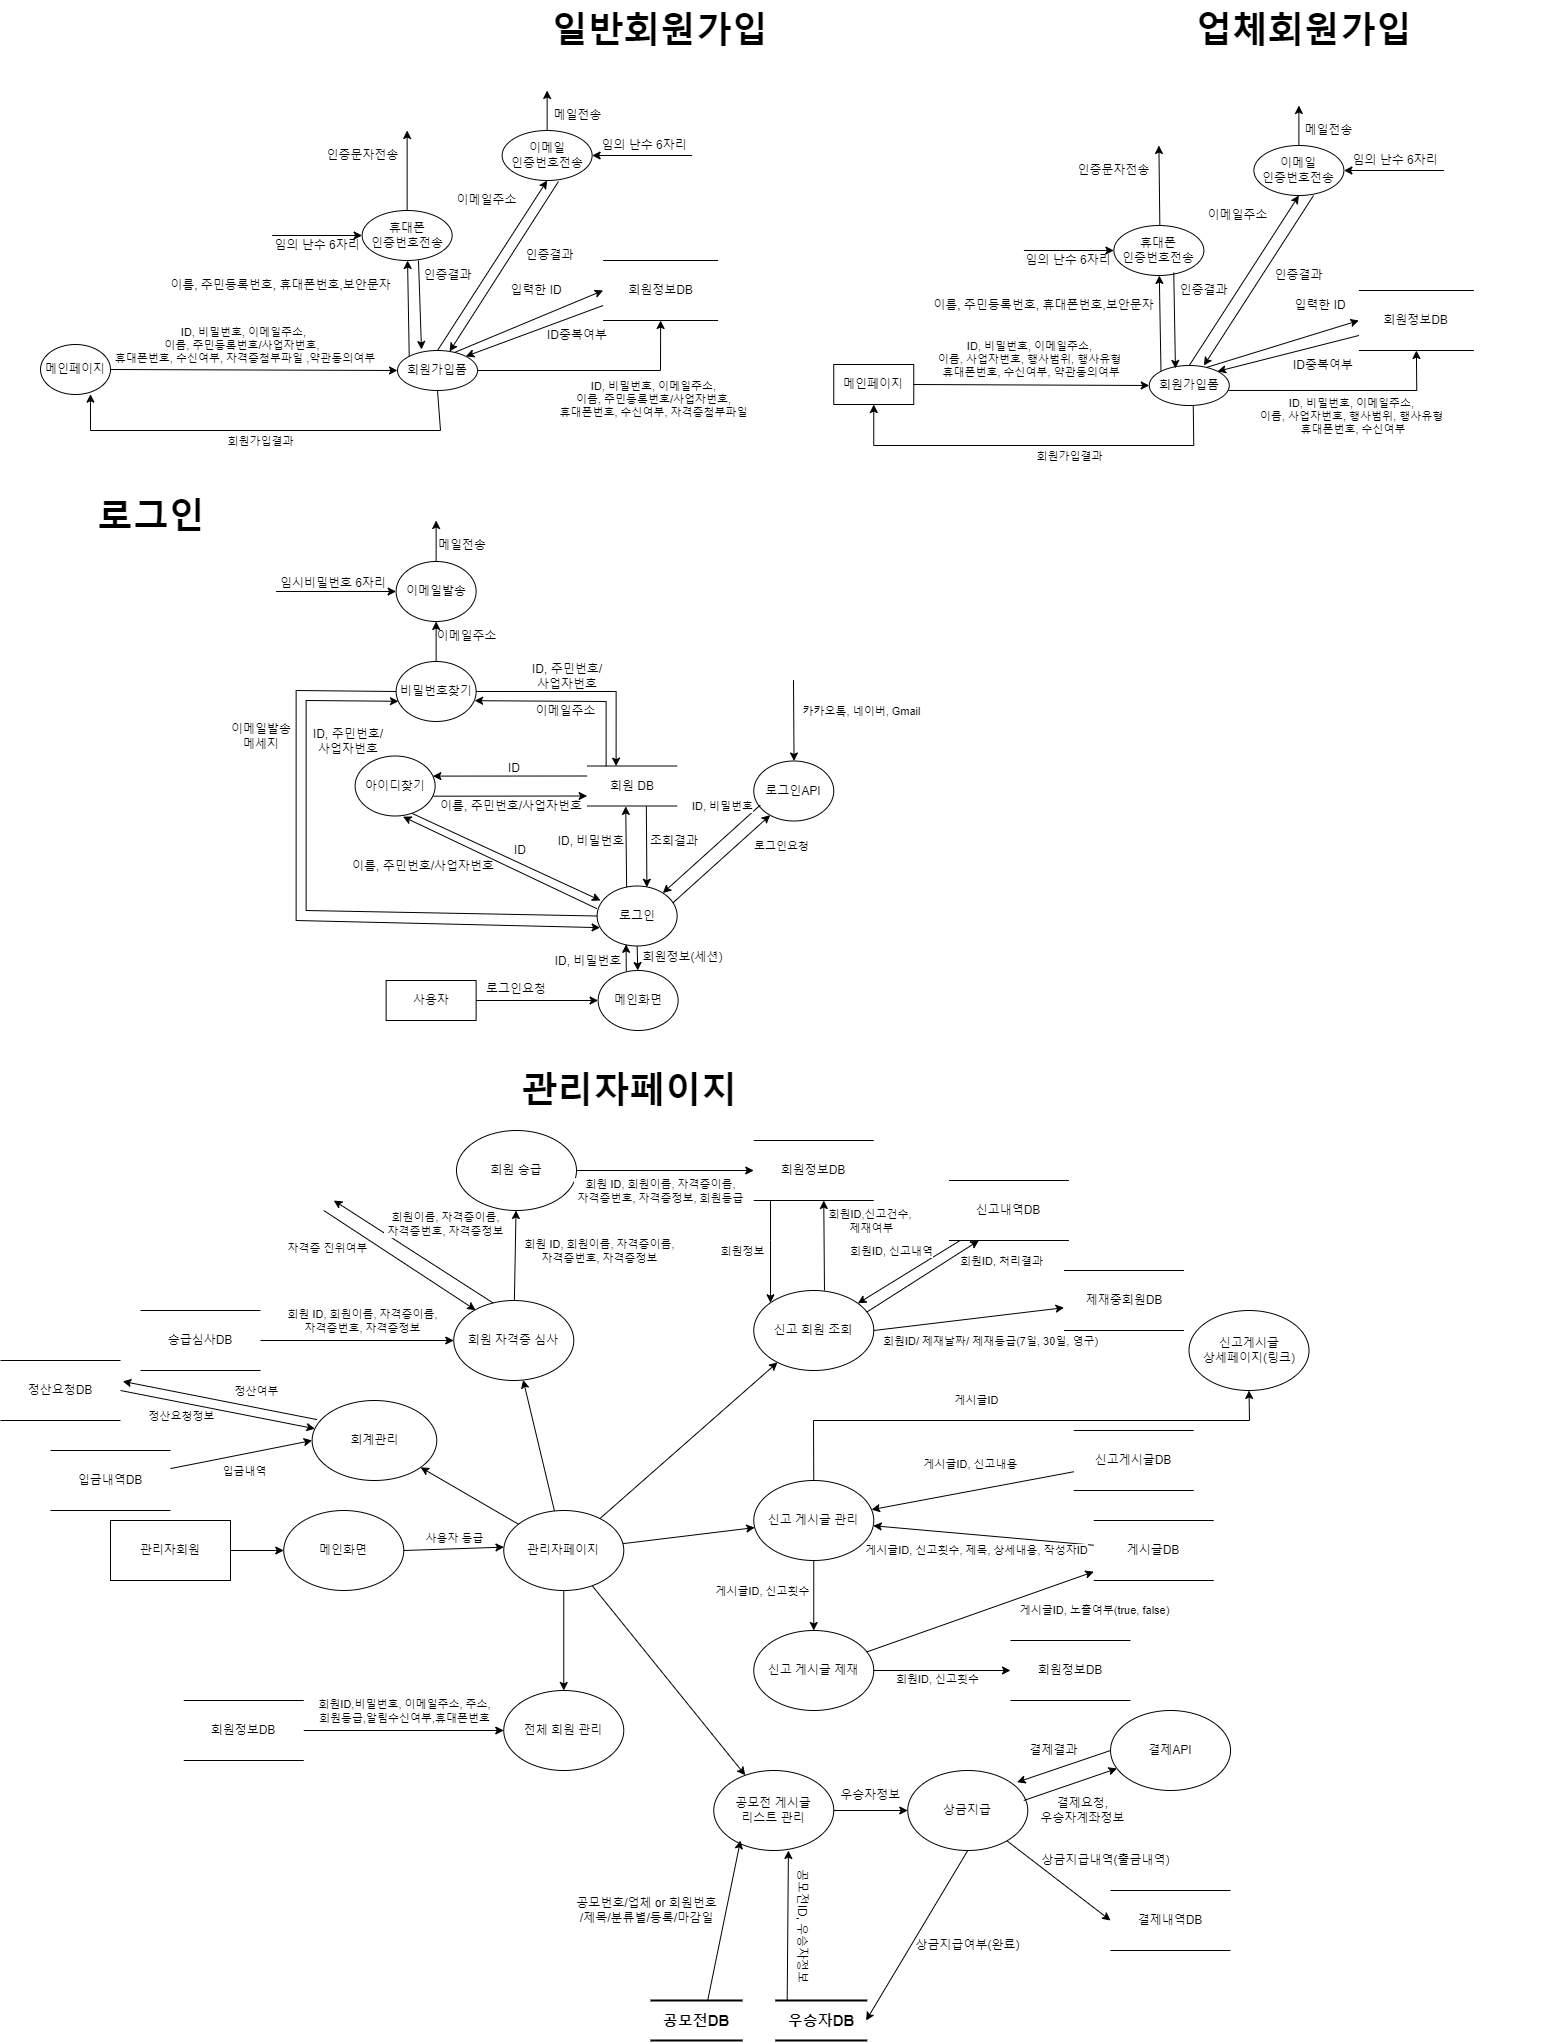 일반회원가입
업체회원가입
메일전송
이메일
인증번호전송
임의 난수 6자리
인증문자전송
이메일주소
휴대폰
인증번호전송
임의 난수 6자리
인증결과
인증결과
이름, 주민등록번호, 휴대폰번호,보안문자
입력한 ID
회원정보DB
ID중복여부
ID, 비밀번호, 이메일주소,
이름, 주민등록번호/사업자번호,
휴대폰번호, 수신여부, 자격증첨부파일 ,약관동의여부
메인페이지
회원가입폼
ID, 비밀번호, 이메일주소,
이름, 주민등록번호/사업자번호,
휴대폰번호, 수신여부, 자격증첨부파일
회원가입결과
메일전송
이메일
인증번호전송
임의 난수 6자리
인증문자전송
이메일주소
휴대폰
인증번호전송
임의 난수 6자리
인증결과
인증결과
이름, 주민등록번호, 휴대폰번호,보안문자
입력한 ID
회원정보DB
ID중복여부
ID, 비밀번호, 이메일주소,
이름, 사업자번호, 행사범위, 행사유형
휴대폰번호, 수신여부, 약관동의여부
메인페이지
회원가입폼
ID, 비밀번호, 이메일주소,
이름, 사업자번호, 행사범위, 행사유형
휴대폰번호, 수신여부
회원가입결과
로그인
메일전송
임시비밀번호 6자리
이메일발송
이메일주소
비밀번호찾기
ID, 주민번호/
사업자번호
이메일주소
이메일발송
메세지
ID, 주민번호/
사업자번호
카카오톡, 네이버, Gmail
아이디찾기
ID
회원 DB
이름, 주민번호/사업자번호
로그인API
ID, 비밀번호
ID, 비밀번호
조회결과
로그인요청
ID
이름, 주민번호/사업자번호
로그인
ID, 비밀번호
회원정보(세션)
사용자
로그인요청
메인화면
관리자페이지
회원 승급
회원 ID, 회원이름, 자격증이름,
자격증번호, 자격증정보, 회원등급
회원정보DB
회원이름, 자격증이름,
자격증번호, 자격증정보
자격증 진위여부
회원 ID, 회원이름, 자격증이름,
자격증번호, 자격증정보
회원정보
회원ID,신고건수,
제재여부
신고내역DB
회원ID, 신고내역
회원ID, 처리결과
승급심사DB
회원 ID, 회원이름, 자격증이름,
자격증번호, 자격증정보
회원 자격증 심사
신고 회원 조회
제재중회원DB
회원ID/ 제재날짜/ 제재등급(7일, 30일, 영구)
신고게시글
상세페이지(링크)
정산요청DB
정산여부
정산요청정보
회계관리
입금내역DB
입금내역
게시글ID
게시글ID, 신고내용
신고게시글DB
신고 게시글 관리
게시글ID, 신고횟수, 제목, 상세내용, 작성자ID
게시글DB
관리자회원
메인화면
사용자 등급
관리자페이지
게시글ID, 신고횟수
게시글ID, 노출여부(true, false)
신고 게시글 제재
회원ID, 신고횟수
회원정보DB
회원정보DB
회원ID,비밀번호, 이메일주소, 주소,
회원등급,알림수신여부,휴대폰번호
전체 회원 관리
공모전 게시글
리스트 관리
우승자정보
상금지급
결제결과
결제API
결제요청,
우승자계좌정보
상금지급내역(출금내역)
결제내역DB
공모번호/업체 or 회원번호
/제목/분류별/등록/마감일
공모전ID, 우승자정보
상금지급여부(완료)
공모전DB
우승자DB